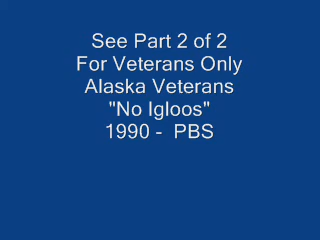 See Part 2 of 2
For Veterans Only
Alaska Veterans
"No Igloos"
1990 -  PBS